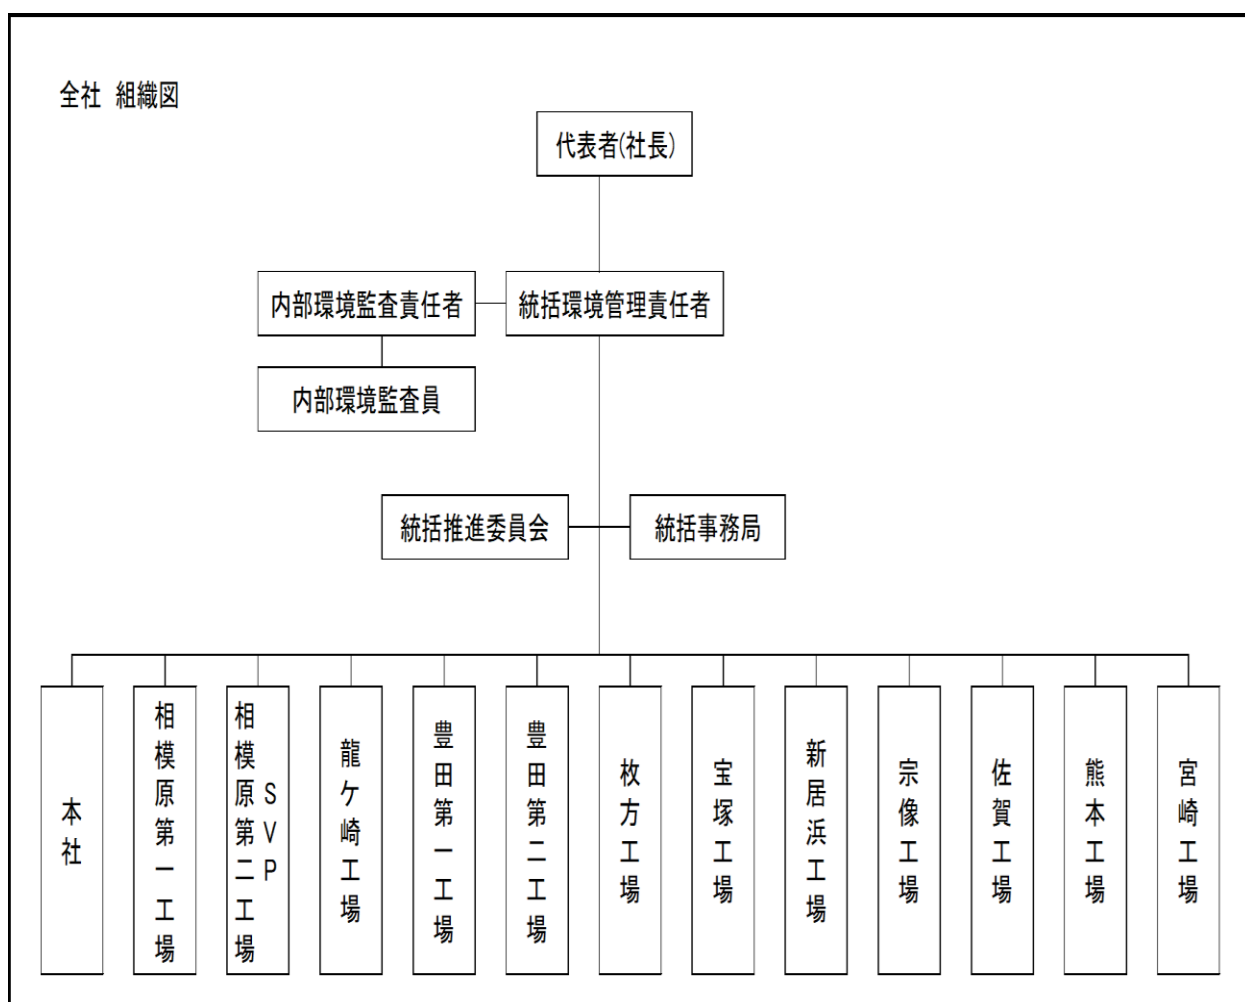 全社 組織図
代表者(社長)
内部環境監査責任者
統括環境管理責任者
内部環境監査員
統括推進委員会
統括事務局
本社
相模原第一工場
相模原第二工場
SVP
龍ケ崎工場
豊田第一工場
豊田第二工場
枚方工場
宝塚工場
新居浜工場
宗像工場
佐賀工場
熊本工場
宮崎工場